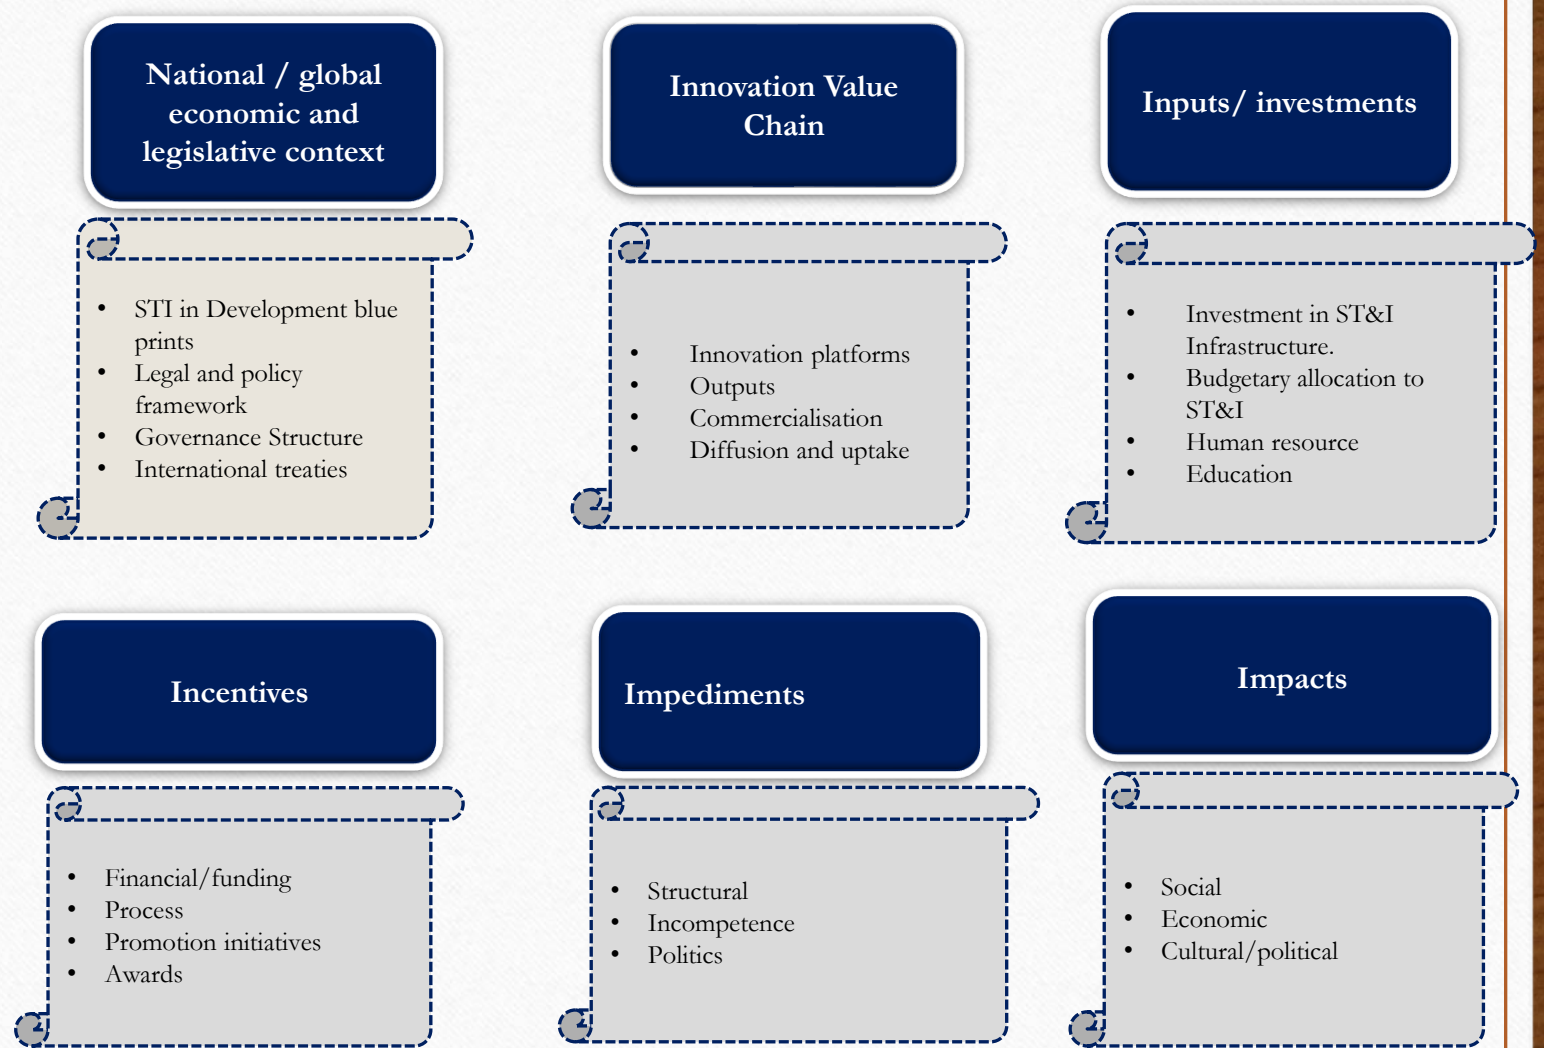 National / global
economic and
legislative context
• STI in Development blue
prints
• Legal and policy
framework
• Governance Structure
• International treaties
Innovation Value
Chain
• Innovation platforms
• Outputs
• Commercialisation
• Diffusion and uptake
Inputs/ investments
• Investment in ST&I
Infrastructure.
• Budgetary allocation to
ST&I
• Human resource
• Education
Incentives
• Financial/funding
• Process
• Promotion initiatives
• Awards
Impediments
• Structural
• Incompetence
• Politics
Impacts
• Social
• Economic
• Cultural/political